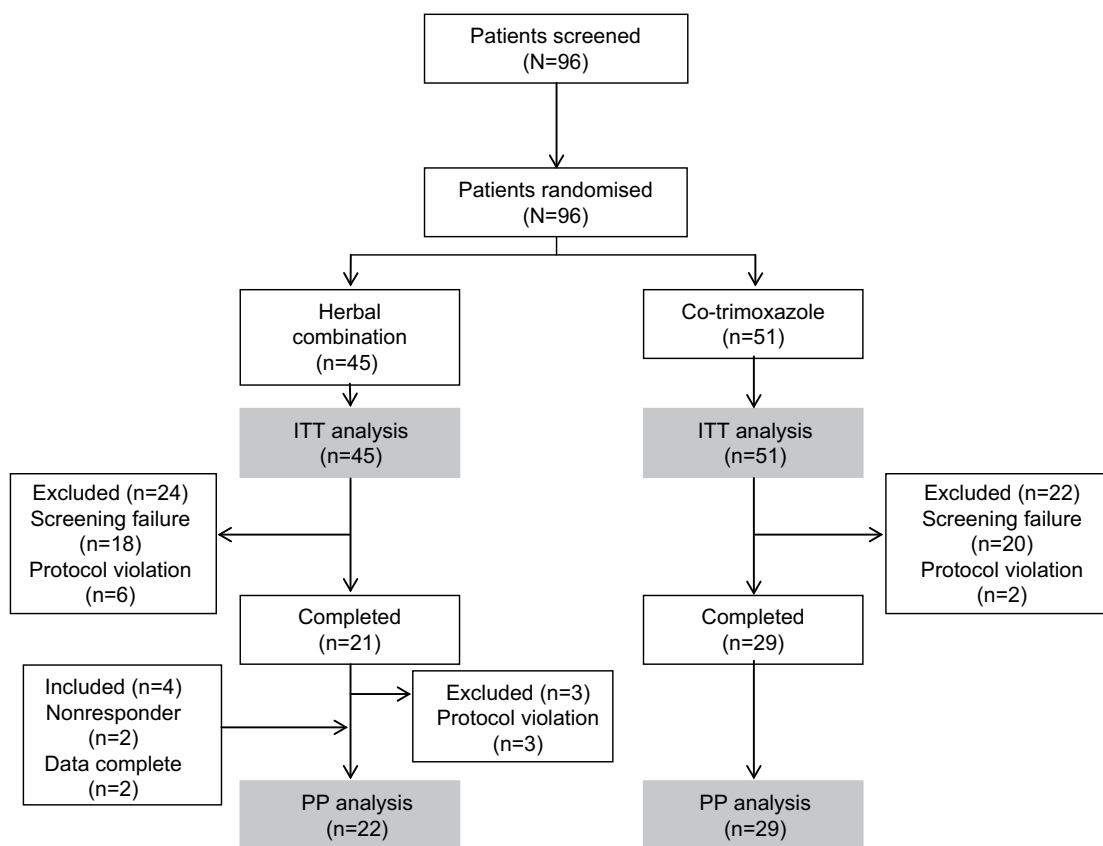 Patients screened
(N=96)
Patients randomised
(N=96)
Herbal
combination
(n=45)
Co-trimoxazole
(n=51)
ITT analysis
(n=45)
ITT analysis
(n=51)
Excluded (n=24)
Screening failure
(n=18)
Protocol violation
(n=6)
Excluded (n=22)
Screening failure
(n=20)
Protocol violation
(n=2)
Completed
(n=21)
Completed
(n=29)
Included (n=4)
Nonresponder
(n=2)
Data complete
(n=2)
Excluded (n=3)
Protocol violation
(n=3)
PP analysis
(n=22)
PP analysis
(n=29)